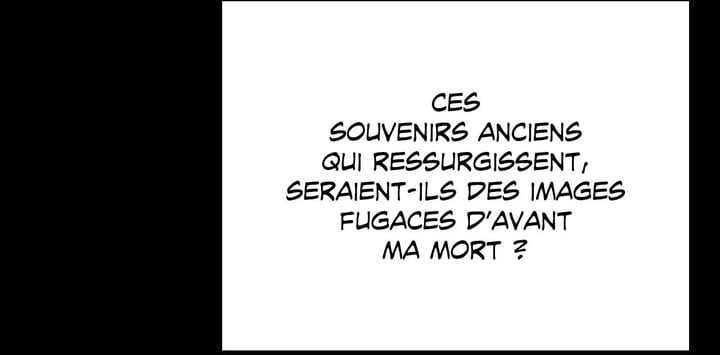 CES
SOUVENIRS ANCIENS
QUI RESSURGISSENT,
SERAIENT-ILS DES IMAGES
FUGACES D'AVANT
MA MORT ?